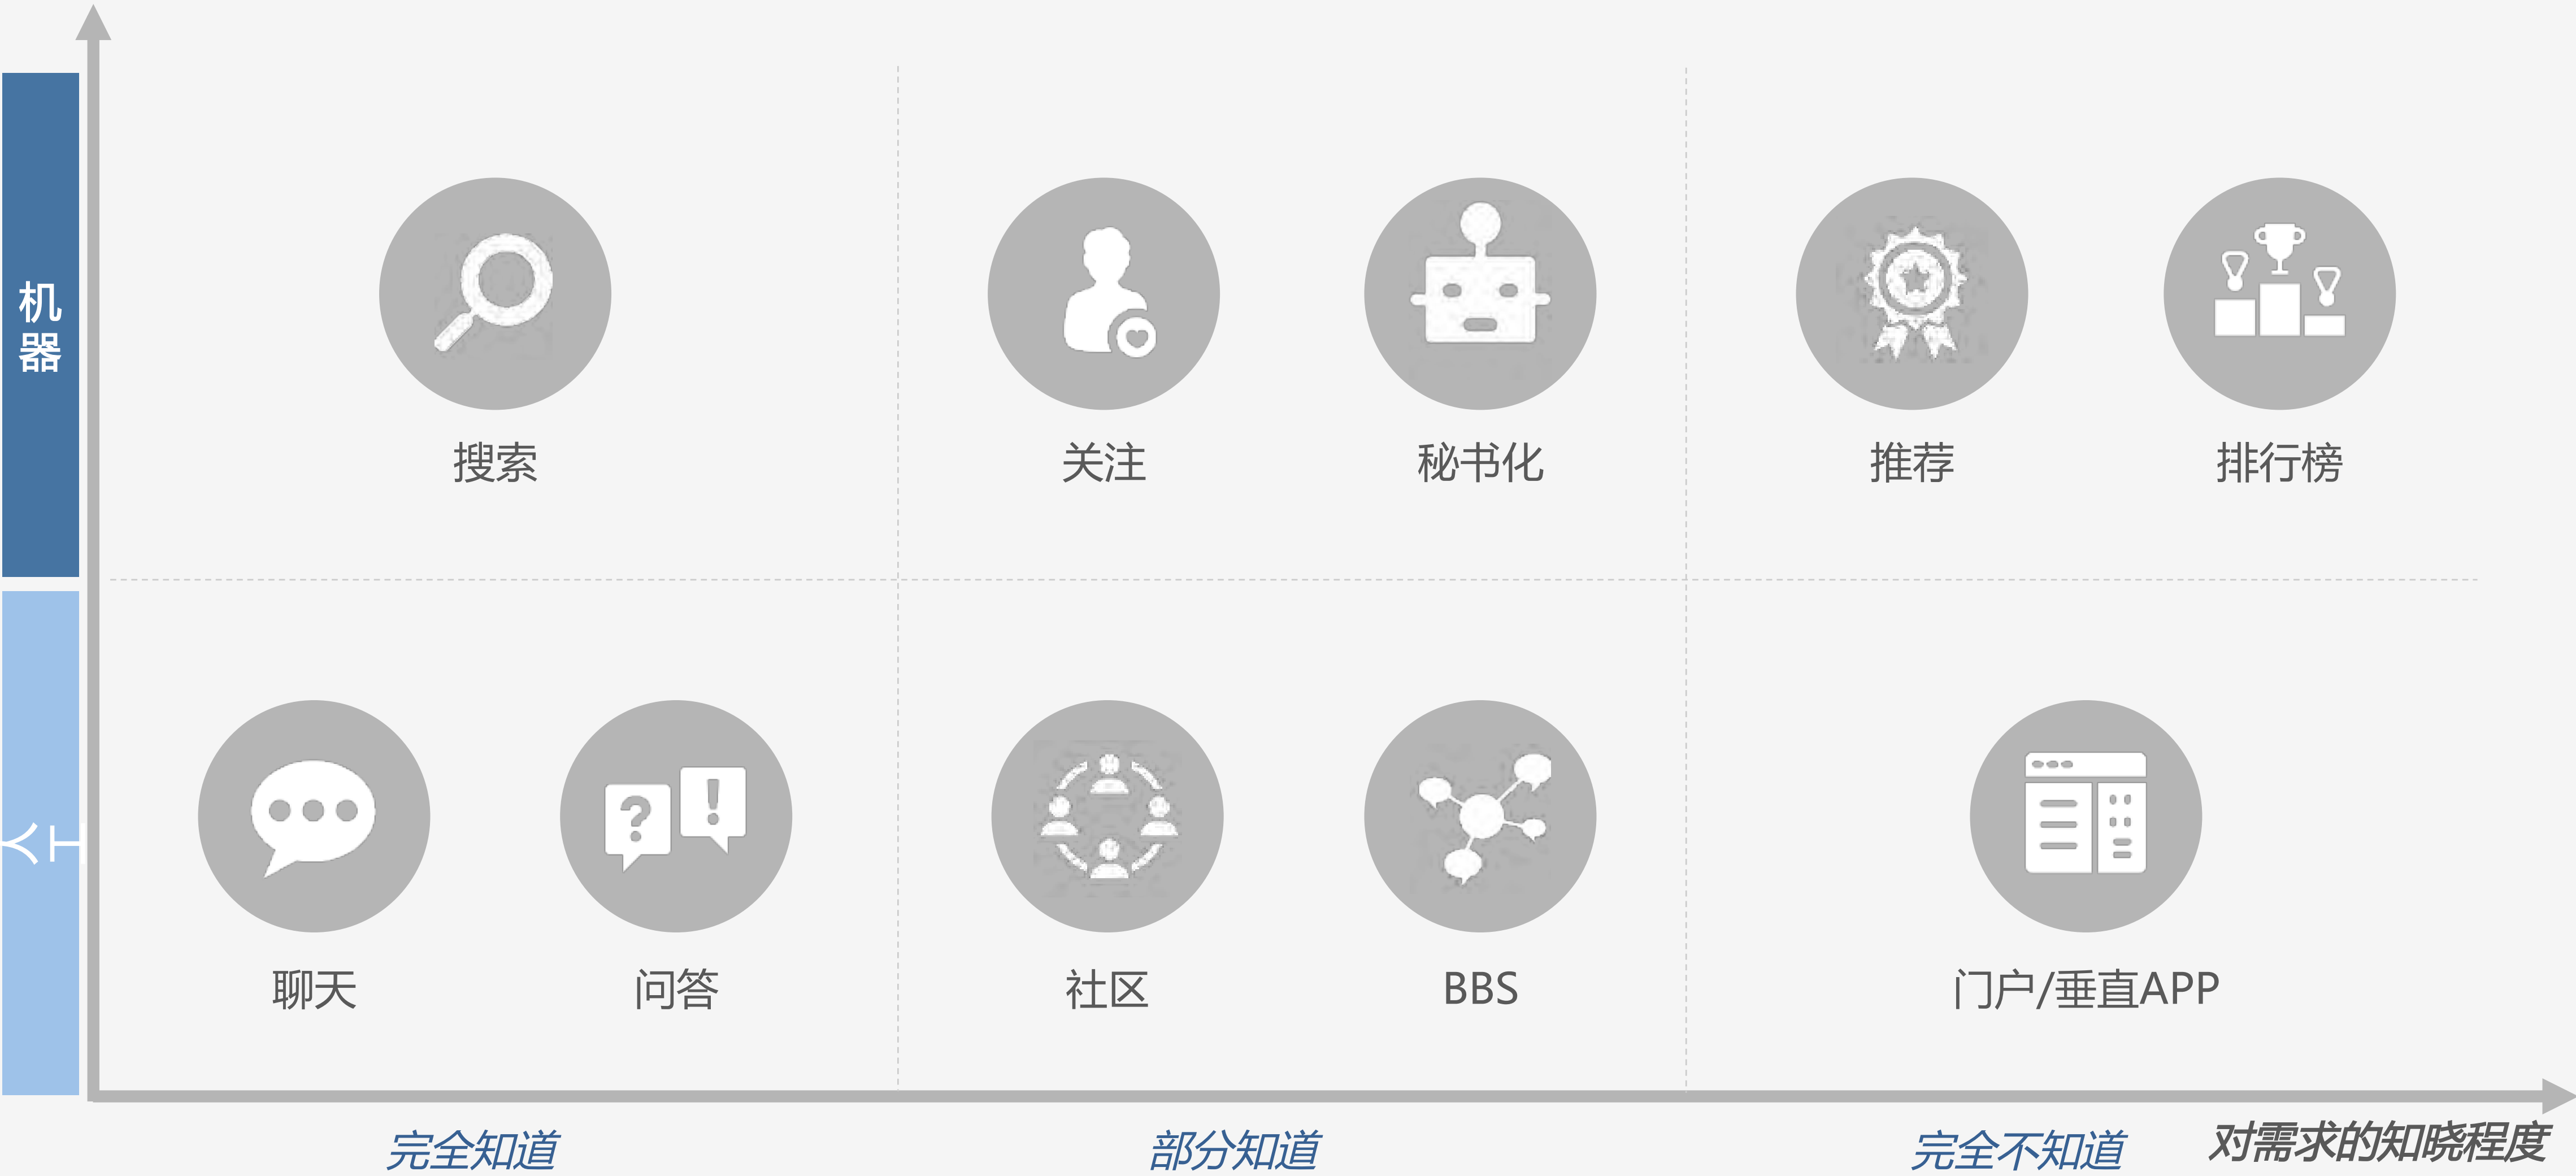 机
器
搜索
关注
秘书化
推荐
排行榜
人工
聊天
问答
社区
BBS
门户/垂直APP
完全知道
部分知道
完全不知道
对需求的知晓程度